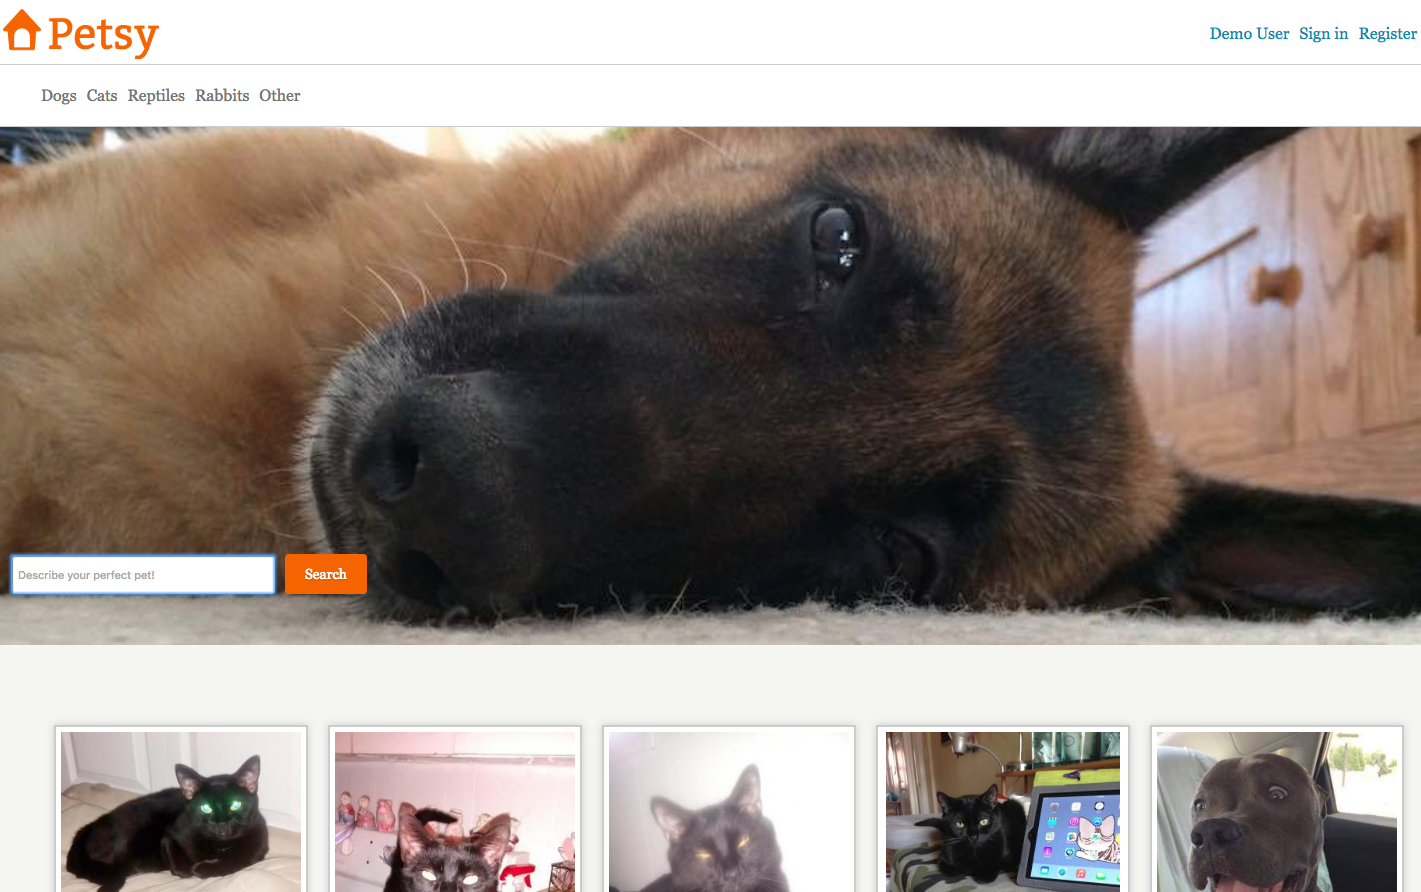 Petsy
Demo User Sign in Register
Dogs Cats Reptiles Rabbits Other
Describe your perfect pet!
Search